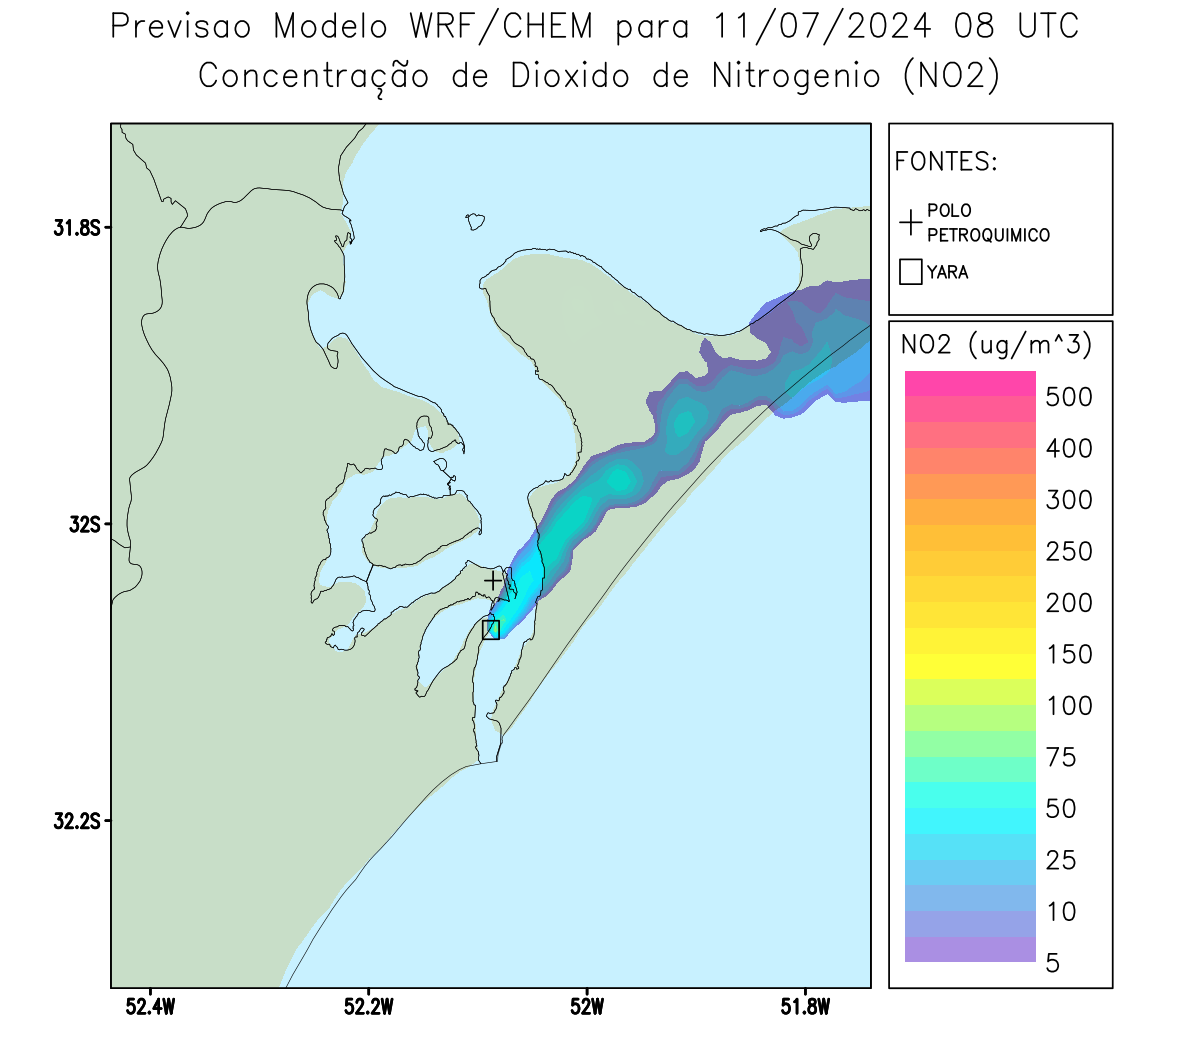 Previsao Modelo WRF/CHEM para 11/07/2024 08 UTC
Concentração de Dioxido de Nitrogenio (NO2)
FONTES:
POLO
PETROQUIMICO
YARA
31.8S
32S
32.2S
52.4W
52.2W
52W
51.8W
NO2 (ug/m^3)
500
400
300
250
200
150
100
75
50
25
10
5